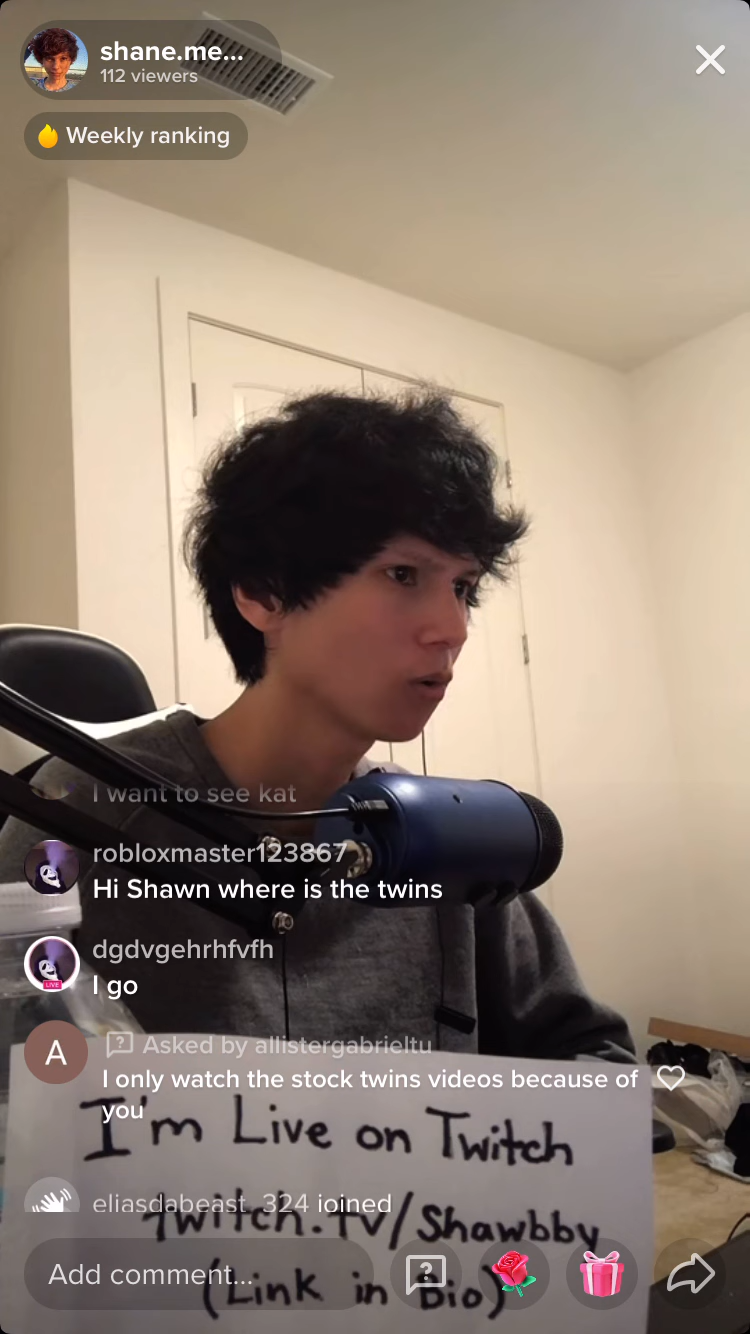 shane.me...
112 viewers
Weekly ranking
I want to see kat
robloxmaster123867
Hi Shawn where is the twins
dgdvgehrhfvfh
LIVE
I go
A
Asked by allistergabrieltu
I only watch the stock twins videos because of
you
I'm Live on Twitch
eliasdabeast_324 joined
twitch.tv/Shawbby
Add comment...
(Link in Bio)